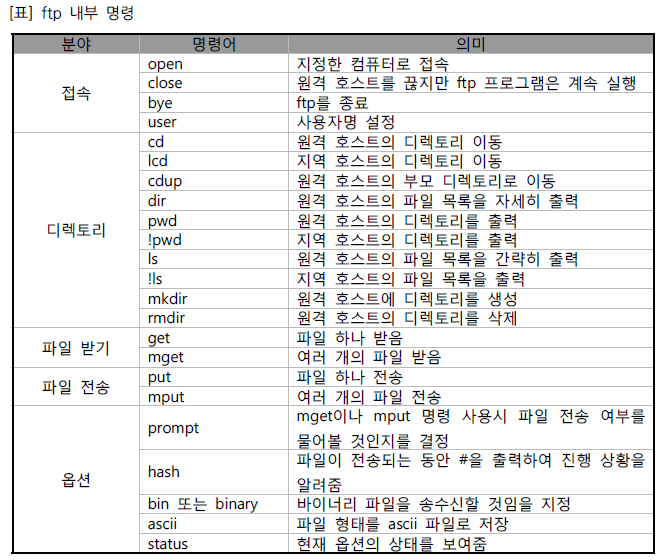 [표] ftp 내부 명령
분야 명령어 의미
접속
open 지정한 컴퓨터로 접속
close 원격 호스트를 끊지만 ftp 프로그램은 계속 실행
bye ftp를 종료
user 사용자명 설정
디렉토리
cd 원격 호스트의 디렉토리 이동
lcd 지역 호스트의 디렉토리 이동
cdup 원격 호스트의 부모 디렉토리로 이동
dir 원격 호스트의 파일 목록을 자세히 출력
pwd 원격 호스트의 디렉토리를 출력
!pwd 지역 호스트의 디렉토리를 출력
ls 원격 호스트의 파일 목록을 간략히 출력
!ls 지역 호스트의 파일 목록을 출력
mkdir 원격 호스트에 디렉토리를 생성
rmdir 원격 호스트의 디렉토리를 삭제
파일 받기
get 파일 하나 받음
mget 여러 개의 파일 받음
파일 전송
put 파일 하나 전송
mput 여러 개의 파일 전송
옵션
prompt mget이나 mput 명령 사용시 파일 전송 여부를
물어볼 것인지를 결정
hash 파일이 전송되는 동안 #을 출력하여 진행 상황을
알려줌
bin 또는 binary 바이너리 파일을 송수신할 것임을 지정
ascii 파일 형태를 ascii 파일로 저장
status 현재 옵션의 상태를 보여줌